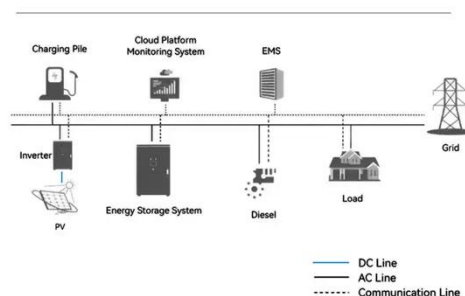 Charging Pile
Cloud Platform
Monitoring System
EMS
Inverter
Grid
PV
Energy Storage System
Diesel
Load
DC Line
AC Line
Communication Line